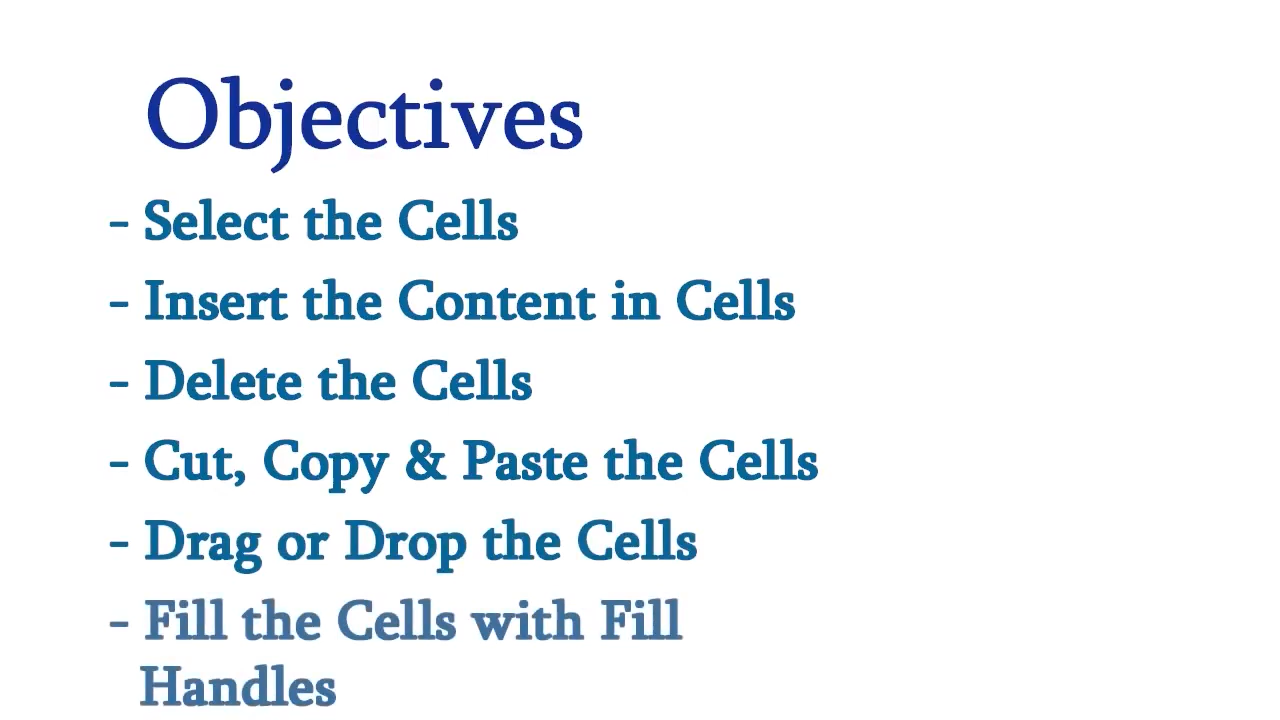 Objectives
- Select the Cells
- Insert the Content in Cells
- Delete the Cells
- Cut, Copy & Paste the Cells
- Drag or Drop the Cells
- Fill the Cells with Fill
Handles